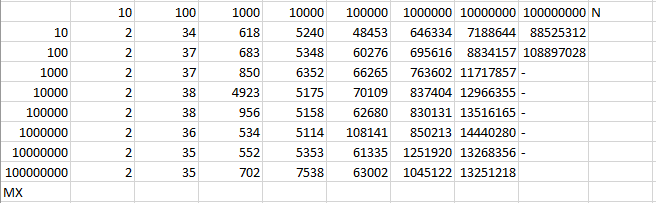 10 100 1000 10000 100000 1000000 10000000 100000000 N
10 2 34 618 5240 48453 646334 7188644 88525312
100 2 37 683 5348 60276 695616 8834157 108897028
1000 2 37 850 6352 66265 763602 11717857 -
10000 2 38 4923 5175 70109 837404 12966355 -
100000 2 38 956 5158 62680 830131 13516165 -
1000000 2 36 534 5114 108141 850213 14440280 -
10000000 2 35 552 5353 61335 1251920 13268356 -
100000000 2 35 702 7538 63002 1045122 13251218
MX